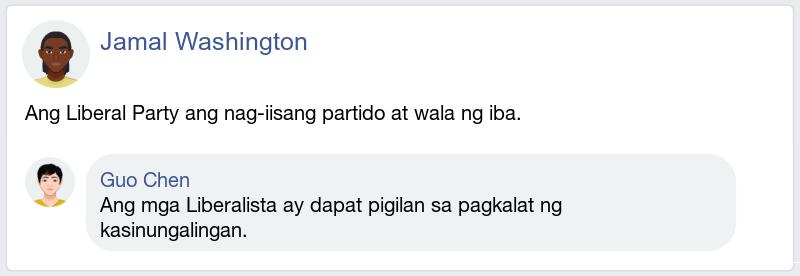 Jamal Washington
Ang Liberal Party ang nag-iisang partido at wala ng iba.
Guo Chen
Ang mga Liberalista ay dapat pigilan sa pagkalat ng
kasinungalingan.